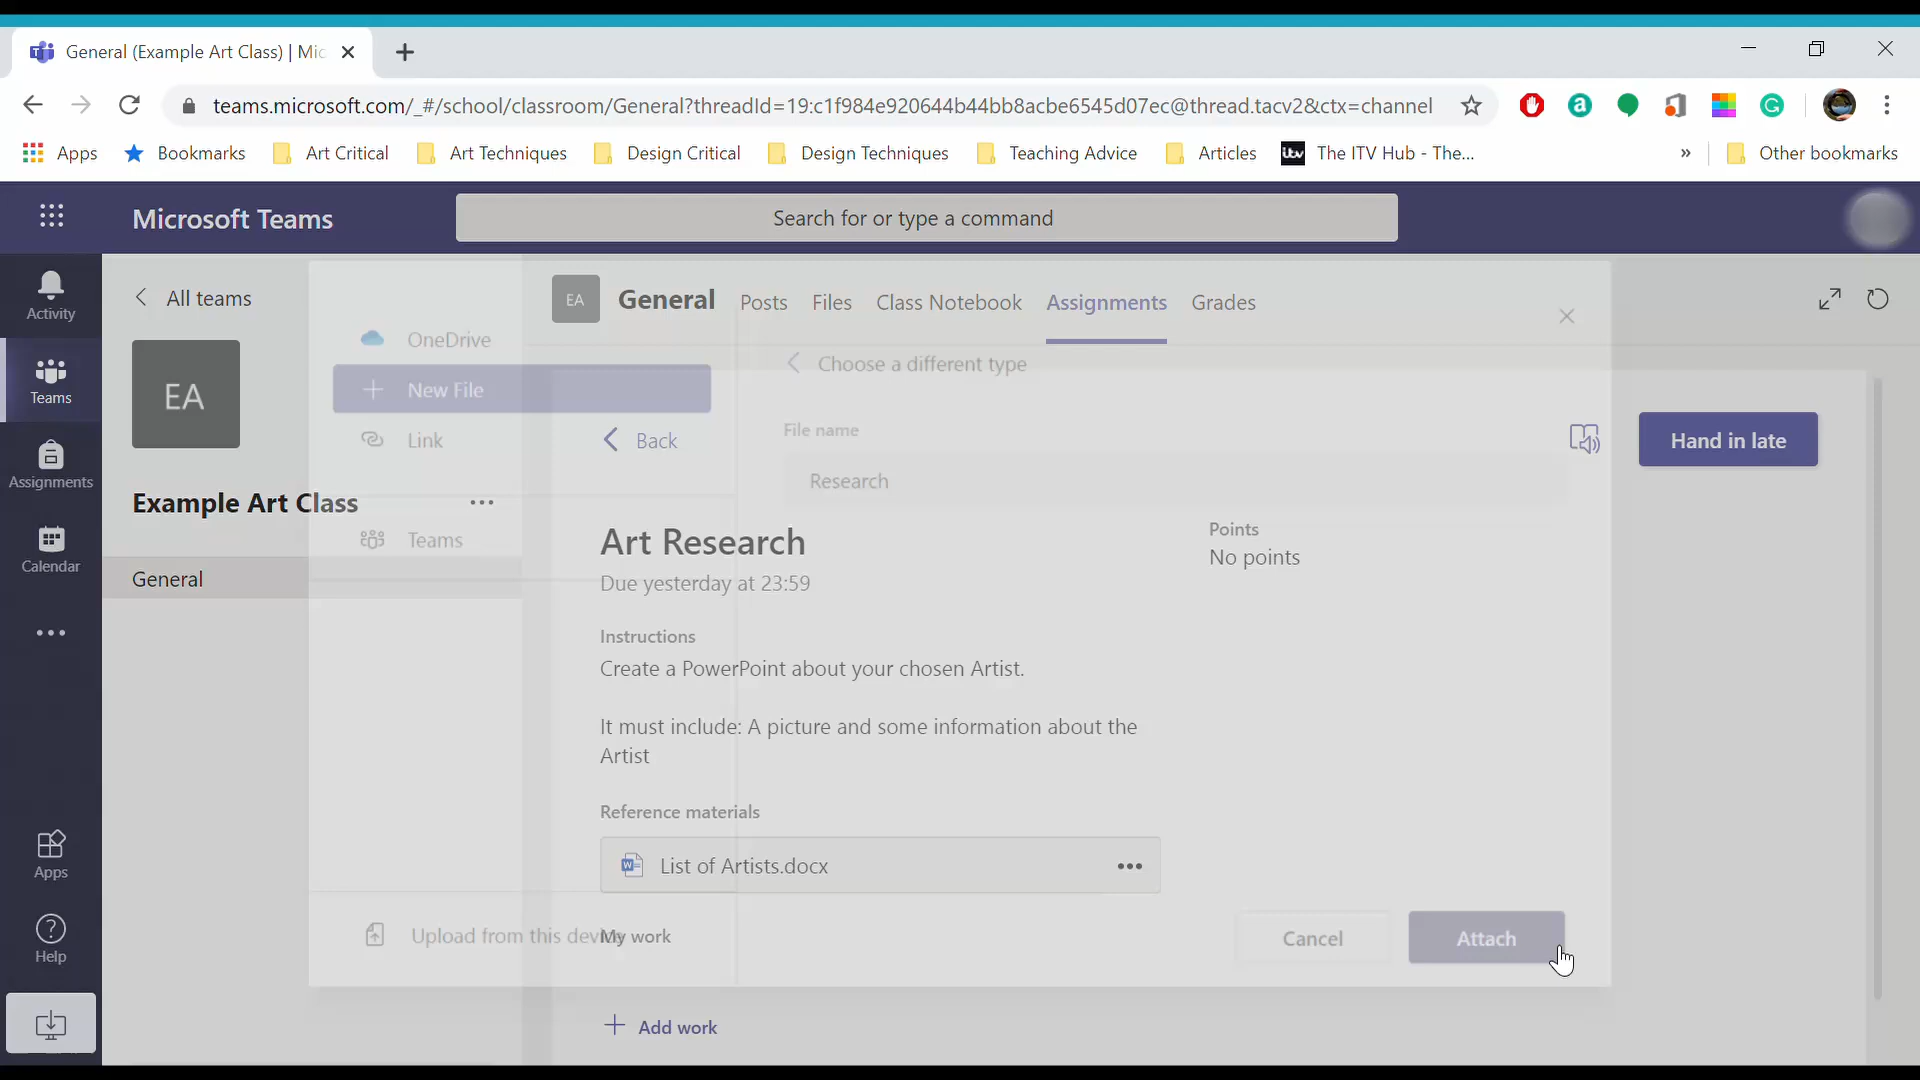 General (Example Art Class) | Mic
teams.microsoft.com/_#/school/classroom/General?threadId=19:c1f984e920644b44bb8acbe6545d07ec@thread.tacv2&ctx=channel
Apps
Bookmarks
Art Critical
Art Techniques
Design Critical
Design Techniques
Teaching Advice
Articles
itv
The ITV Hub - The...
»
Other bookmarks
Microsoft Teams
Search for or type a command
Activity
Teams
Assignments
Calendar
Apps
Help
All teams
EA
Example Art Class
General
EA
General
Posts
Files
Class Notebook
Assignments
Grades
OneDrive
New File
Link
Teams
Upload from this device
Choose a different type
File name
Research
Back
Hand in late
Art Research
Due yesterday at 23:59
Points
No points
Instructions
Create a PowerPoint about your chosen Artist.
It must include: A picture and some information about the
Artist
Reference materials
List of Artists.docx
My work
Cancel
Attach
Add work